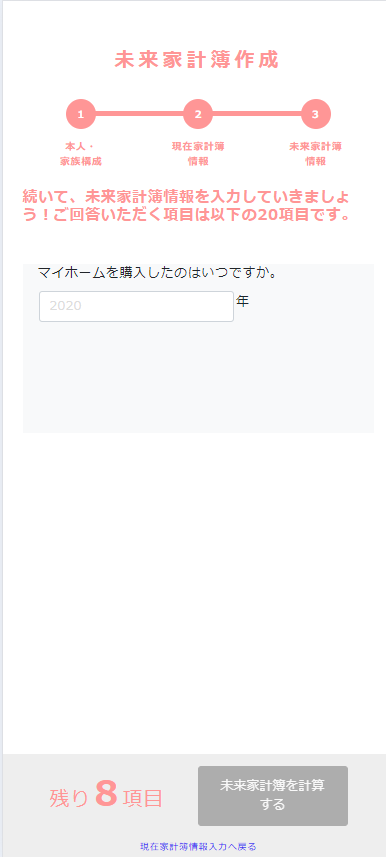 未来家計簿作成
1 2 3
本人・ 現在家計簿 未来家計簿
家族構成 情報 情報
続いて、未来家計簿情報を入力していきましょ
う！ご回答いただく項目は以下の20項目です。
マイホームを購入したのはいつですか。
2020 年
残り8項目
未来家計簿を計算
する
現在家計簿情報入力へ戻る